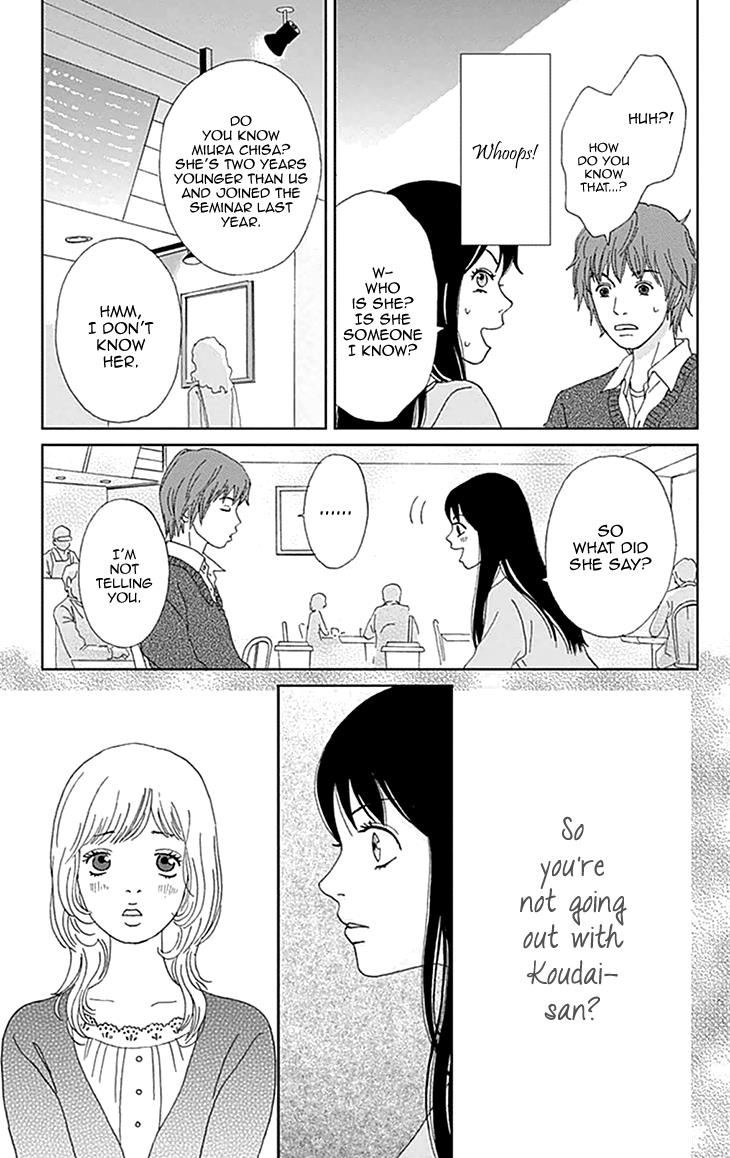 HUH?!
HOW
DO YOU
KNOW
THAT...?
Whoops!
W-
WHO
IS SHE?
IS SHE
SOMEONE
I KNOW?
DO
YOU KNOW
MIURA CHISA?
SHE'S TWO YEARS
YOUNGER THAN US
AND JOINED THE
SEMINAR LAST
YEAR.
HMM,
I DON'T
KNOW
HER.
SO
WHAT DID
SHE SAY?
......
I'M
NOT
TELLING
YOU.
So
you're
not going
out with
Koudai-
san?